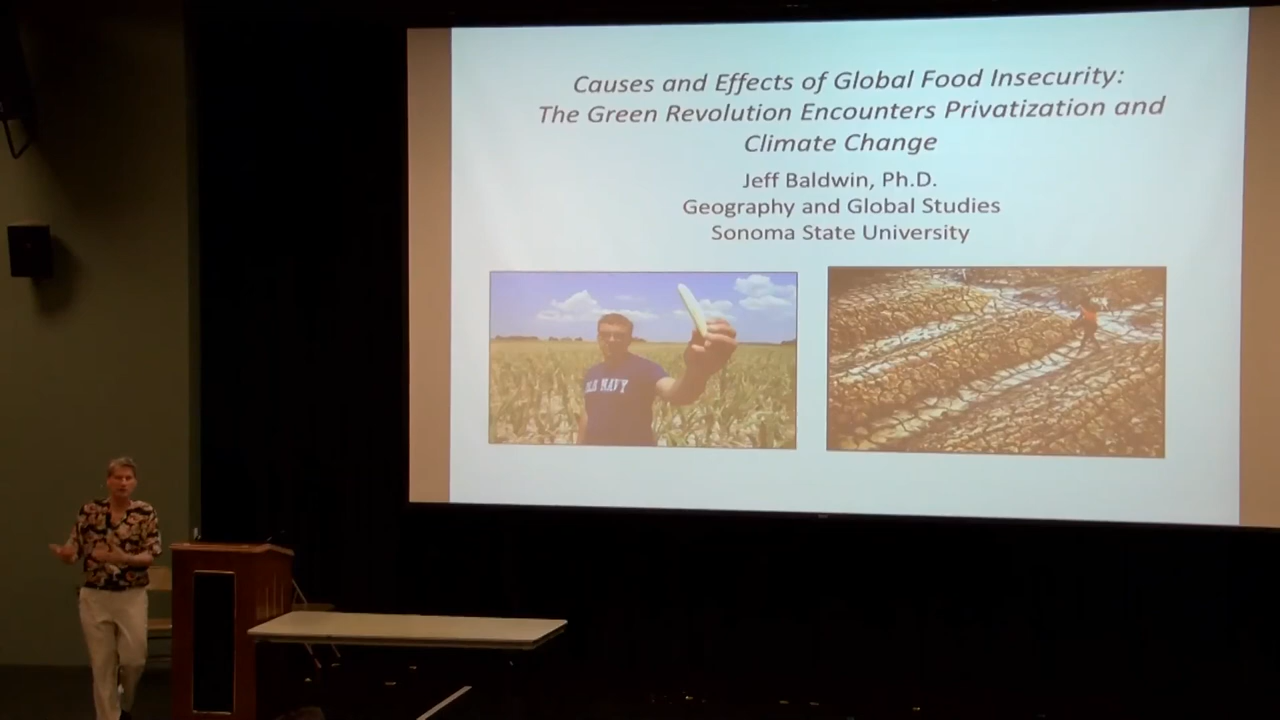 Causes and Effects of Global Food Insecurity:
The Green Revolution Encounters Privatization and
Climate Change
Jeff Baldwin, Ph.D.
Geography and Global Studies
Sonoma State University
OLD NAVY